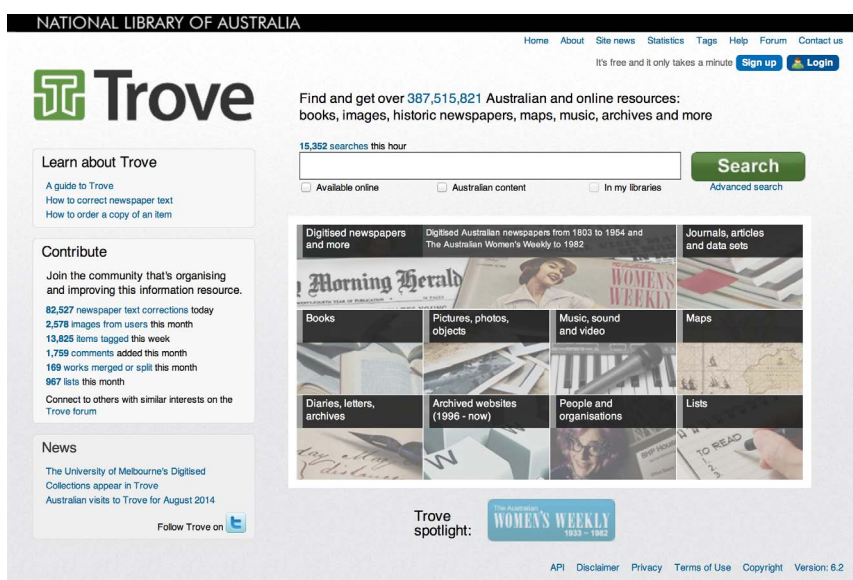 NATIONAL LIBRARY OF AUSTRALIA
Home About Site news Statistics Tags Help Forum Contact us
It's free and it only takes a minute Sign up Login
Trove
Find and get over 387,515,821 Australian and online resources:
books, images, historic newspapers, maps, music, archives and more
15,352 searches this hour
Search
Available online Australian content In my libraries Advanced search
Learn about Trove
A guide to Trove
How to correct newspaper text
How to order a copy of an item
Contribute
Join the community that's organising
and improving this information resource.
82,527 newspaper text corrections today
2,578 images from users this month
13,825 items tagged this week
1,759 comments added this month
169 works merged or split this month
967 lists this month
Connect to others with similar interests on the
Trove forum
News
The University of Melbourne's Digitised
Collections appear in Trove
Australian visits to Trove for August 2014
Follow Trove on
Digitised newspapers
and more
Digitised Australian newspapers from 1803 to 1954 and
The Australian Women's Weekly to 1982
Morning Herald
WOMEN'S
WEEKLY
Journals, articles
and data sets
Books
Pictures, photos,
objects
Music, sound
and video
Maps
Diaries, letters,
archives
Archived websites
(1996 - now)
W
People and
organisations
Lists
TO READ
1.
2.
Trove
spotlight:
The Australian
WOMEN'S WEEKLY
1933 – 1982
API Disclaimer Privacy Terms of Use Copyright Version: 6.2